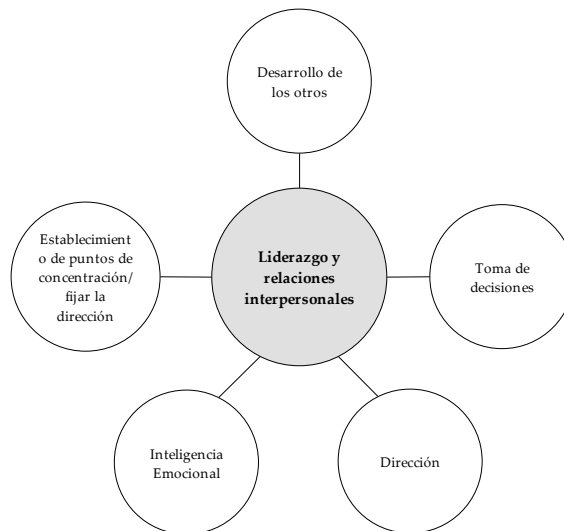 Desarrollo de
los otros
Establecimient
o de puntos de
concentración/
fijar la
dirección
Liderazgo y
relaciones
interpersonales
Toma de
decisiones
Inteligencia
Emocional
Dirección